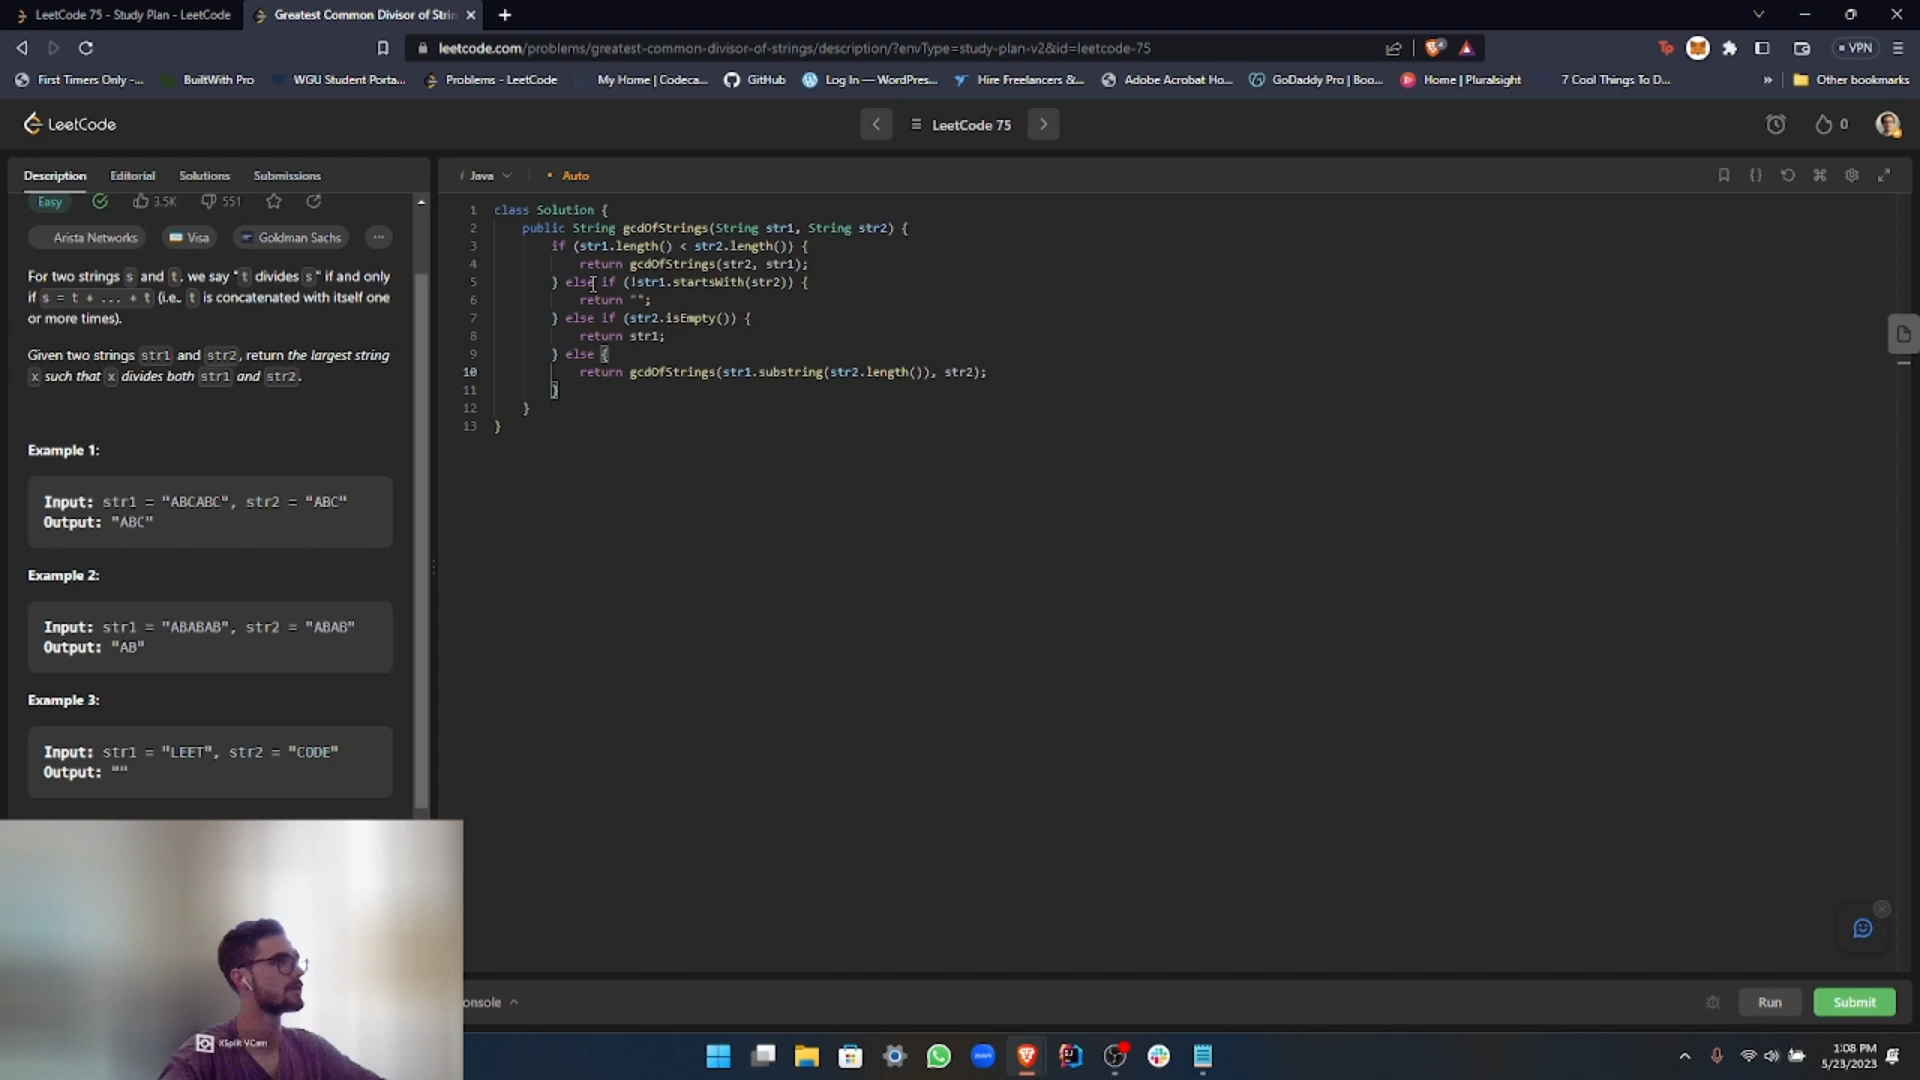 LeetCode 75 - Study Plan - LeetCode
Greatest Common Divisor of Strin
leetcode.com/problems/greatest-common-divisor-of-strings/description/?envType=study-plan-v2&id=leetcode-75
VPN
First Timers Only -...
BuiltWith Pro
WGU Student Porta...
Problems - LeetCode
My Home | Codeca...
GitHub
Log In — WordPres...
Hire Freelancers &...
Adobe Acrobat Ho...
GoDaddy Pro | Boo...
Home | Pluralsight
7 Cool Things To D...
»
Other bookmarks
LeetCode
LeetCode 75
0
Description
Editorial
Solutions
Submissions
Java
• Auto
Easy
3.5K
551
Arista Networks
Visa
Goldman Sachs
For two strings s and t, we say "t divides s" if and only
if s = t + ... + t (i.e., t is concatenated with itself one
or more times).
Given two strings str1 and str2, return the largest string
x such that x divides both str1 and str2.
Example 1:
Input: str1 = "ABCABC", str2 = "ABC"
Output: "ABC"
Example 2:
Input: str1 = "ABABAB", str2 = "ABAB"
Output: "AB"
Example 3:
Input: str1 = "LEET", str2 = "CODE"
Output: ""
1 class Solution {
2 public String gcdOfStrings(String str1, String str2) {
3 if (str1.length() < str2.length()) {
4 return gcdOfStrings(str2, str1);
5 } else if (!str1.startsWith(str2)) {
6 return "";
7 } else if (str2.isEmpty()) {
8 return str1;
9 } else {
10 return gcdOfStrings(str1.substring(str2.length()), str2);
11 }
12 }
13 }
onsole
Run
Submit
XSplit VCam
zoom
1:08 PM
5/23/2023